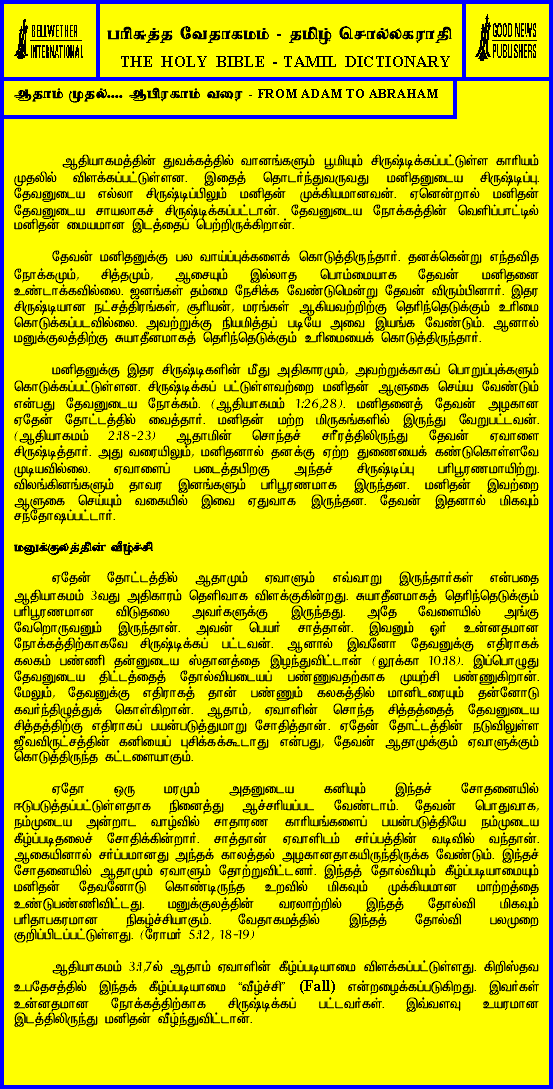 BELLWETHER
INTERNATIONAL
பரிசுத்த வேதாகமம் - தமிழ் சொல்லகராதி
THE HOLY BIBLE - TAMIL DICTIONARY
GOOD NEWS
PUBLISHERS
ஆதாம் முதல்.... ஆபிரகாம் வரை - FROM ADAM TO ABRAHAM
ஆதியாகமத்தின் துவக்கத்தில் வானங்களும் பூமியும் சிருஷ்டிக்கப்பட்டுள்ள காரியம்
முதலில் விளக்கப்பட்டுள்ளன. இதைத் தொடர்ந்துவருவது மனிதனுடைய சிருஷ்டிப்பு.
தேவனுடைய எல்லா சிருஷ்டிப்பிலும் மனிதன் முக்கியமானவன். ஏனென்றால் மனிதன்
தேவனுடைய சாயலாகச் சிருஷ்டிக்கப்பட்டான். தேவனுடைய நோக்கத்தின் வெளிப்பாட்டில்
மனிதன் மையமான இடத்தைப் பெற்றிருக்கிறான்.
தேவன் மனிதனுக்கு பல வாய்ப்புக்களைக் கொடுத்திருந்தார். தனக்கென்று எந்தவித
நோக்கமும், சித்தமும், ஆசையும் இல்லாத பொம்மையாக தேவன் மனிதனை
உண்டாக்கவில்லை. ஜனங்கள் தம்மை நேசிக்க வேண்டுமென்று தேவன் விரும்பினார். இதர
சிருஷ்டியான நட்சத்திரங்கள், சூரியன், மரங்கள் ஆகியவற்றிற்கு தெரிந்தெடுக்கும் உரிமை
கொடுக்கப்படவில்லை. அவற்றுக்கு நியமித்தப் படியே அவை இயங்க வேண்டும். ஆனால்
மனுக்குலத்திற்கு சுயாதீனமாகத் தெரிந்தெடுக்கும் உரிமையைக் கொடுத்திருந்தார்.
மனிதனுக்கு இதர சிருஷ்டிகளின் மீது அதிகாரமும், அவற்றுக்காகப் பொறுப்புக்களும்
கொடுக்கப்பட்டுள்ளன. சிருஷ்டிக்கப் பட்டுள்ளவற்றை மனிதன் ஆளுகை செய்ய வேண்டும்
என்பது தேவனுடைய நோக்கம். (ஆதியாகமம் 1:26,28). மனிதனைத் தேவன் அழகான
ஏதேன் தோட்டத்தில் வைத்தார். மனிதன் மற்ற மிருகங்களில் இருந்து வேறுபட்டவன்.
(ஆதியாகமம் 2:18-23) ஆதாமின் சொந்தச் சரீரத்திலிருந்து தேவன் ஏவாளை
சிருஷ்டித்தார். அது வரையிலும், மனிதனால் தனக்கு ஏற்ற துணையைக் கண்டுகொள்ளவே
முடியவில்லை. ஏவாளைப் படைத்தபிறகு அந்தச் சிருஷ்டிப்பு பரிபூரணமாயிற்று.
விலங்கினங்களும் தாவர இனங்களும் பரிபூரணமாக இருந்தன. மனிதன் இவற்றை
ஆளுகை செய்யும் வகையில் இவை ஏதுவாக இருந்தன. தேவன் இதனால் மிகவும்
சந்தோஷப்பட்டார்.
மனுக்குலத்தின் வீழ்ச்சி
ஏதேன் தோட்டத்தில் ஆதாமும் ஏவாளும் எவ்வாறு இருந்தார்கள் என்பதை
ஆதியாகமம் 3வது அதிகாரம் தெளிவாக விளக்குகின்றது. சுயாதீனமாகத் தெரிந்தெடுக்கும்
பரிபூரணமான விடுதலை அவர்களுக்கு இருந்தது. அதே வேளையில் அங்கு
வேறொருவனும் இருந்தான். அவன் பெயர் சாத்தான். இவனும் ஓர் உன்னதமான
நோக்கத்திற்காகவே சிருஷ்டிக்கப் பட்டவன். ஆனால் இவனோ தேவனுக்கு எதிராகக்
கலகம் பண்ணி தன்னுடைய ஸ்தானத்தை இழந்துவிட்டான் (லூக்கா 10:18). இப்பொழுது
தேவனுடைய திட்டத்தைத் தோல்வியடையப் பண்ணுவதற்காக முயற்சி பண்ணுகிறான்.
மேலும், தேவனுக்கு எதிராகத் தான் பண்ணும் கலகத்தில் மானிடரையும் தன்னோடு
கவர்ந்திழுத்துக் கொள்கிறான். ஆதாம், ஏவாளின் சொந்த சித்தத்தைத் தேவனுடைய
சித்தத்திற்கு எதிராகப் பயன்படுத்துமாறு சோதித்தான். ஏதேன் தோட்டத்தின் நடுவிலுள்ள
ஜீவவிருட்சத்தின் கனியைப் புசிக்கக்கூடாது என்பது, தேவன் ஆதாமுக்கும் ஏவாளுக்கும்
கொடுத்திருந்த கட்டளையாகும்.
ஏதோ ஒரு மரமும் அதனுடைய கனியும் இந்தச் சோதனையில்
ஈடுபடுத்தப்பட்டுள்ளதாக நினைத்து ஆச்சரியப்பட வேண்டாம். தேவன் பொதுவாக,
நம்முடைய அன்றாட வாழ்வில் சாதாரண காரியங்களைப் பயன்படுத்தியே நம்முடைய
கீழ்ப்படிதலைச் சோதிக்கின்றார். சாத்தான் ஏவாளிடம் சர்ப்பத்தின் வடிவில் வந்தான்.
ஆகையினால் சர்ப்பமானது அந்தக் காலத்தல் அழகானதாகயிருந்திருக்க வேண்டும். இந்தச்
சோதனையில் ஆதாமும் ஏவாளும் தோற்றுவிட்டனர். இந்தத் தோல்வியும் கீழ்ப்படியாமையும்
மனிதன் தேவனோடு கொண்டிருந்த உறவில் மிகவும் முக்கியமான மாற்றத்தை
உண்டுபண்ணிவிட்டது. மனுக்குலத்தின் வரலாற்றில் இந்தத் தோல்வி மிகவும்
பரிதாபகரமான நிகழ்ச்சியாகும். வேதாகமத்தில் இந்தத் தோல்வி பலமுறை
குறிப்பிடப்பட்டுள்ளது. (ரோமர் 5:12, 18-19)
ஆதியாகமம் 3:1,7ல் ஆதாம் ஏவாளின் கீழ்ப்படியாமை விளக்கப்பட்டுள்ளது. கிறிஸ்தவ
உபதேசத்தில் இந்தக் கீழ்ப்படியாமை “வீழ்ச்சி” (Fall) என்றழைக்கப்படுகிறது. இவர்கள்
உன்னதமான நோக்கத்திற்காக சிருஷ்டிக்கப் பட்டவர்கள். இவ்வளவு உயரமான
இடத்திலிருந்து மனிதன் வீழ்ந்துவிட்டான்.